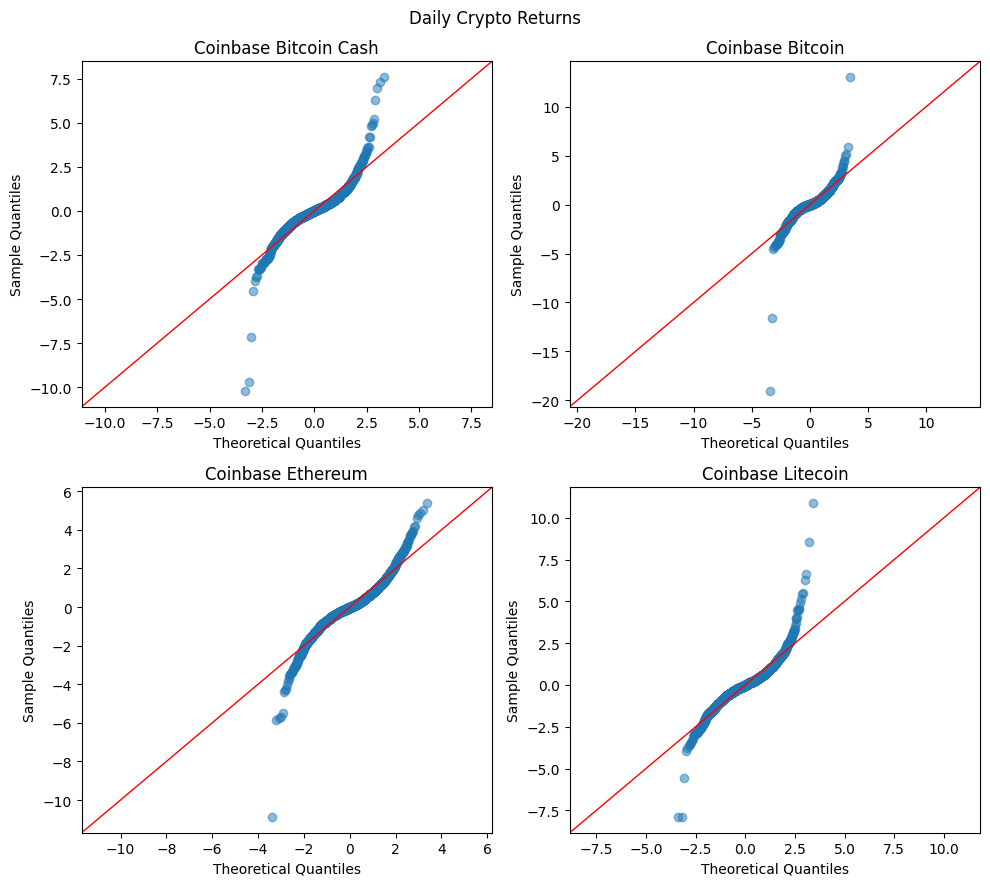 Daily Crypto Returns
Coinbase Bitcoin Cash
7.5
5.0
2.5
0.0
−2.5
−5.0
−7.5
−10.0
Sample Quantiles
−10.0 −7.5 −5.0 −2.5 0.0 2.5 5.0 7.5
Theoretical Quantiles
Coinbase Bitcoin
10
5
0
−5
−10
−15
−20
Sample Quantiles
−20 −15 −10 −5 0 5 10
Theoretical Quantiles
Coinbase Ethereum
6
4
2
0
−2
−4
−6
−8
−10
Sample Quantiles
−10 −8 −6 −4 −2 0 2 4 6
Theoretical Quantiles
Coinbase Litecoin
10.0
7.5
5.0
2.5
0.0
−2.5
−5.0
−7.5
Sample Quantiles
−7.5 −5.0 −2.5 0.0 2.5 5.0 7.5 10.0
Theoretical Quantiles